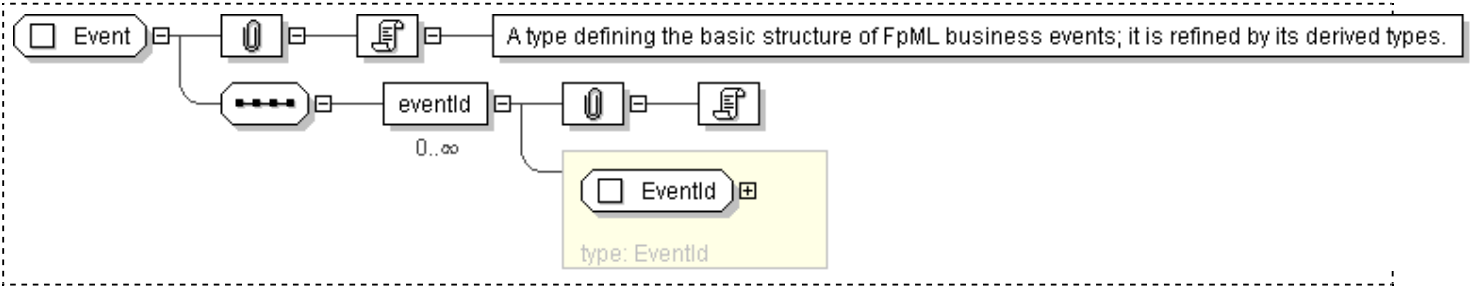 Event
A type defining the basic structure of FpML business events; it is refined by its derived types.
eventId
0..∞
EventId
type: EventId